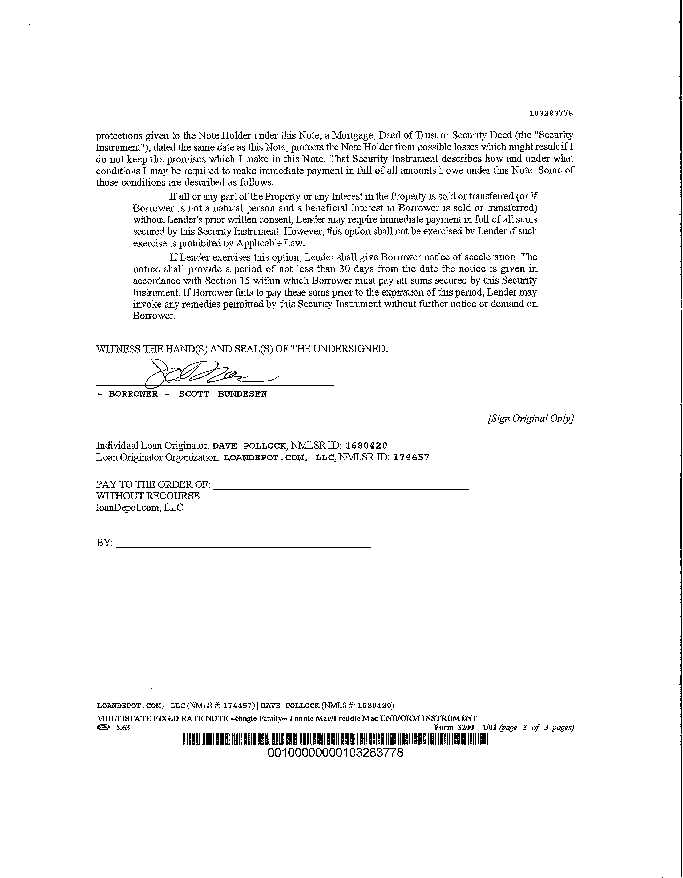 103283778
protections given to the Note Holder under this Note, a Mortgage, Deed of Trust or Security Deed (the "Security
Instrument"), dated the same date as this Note, protects the Note Holder from possible losses which might result if I
do not keep the promises which I make in this Note. That Security Instrument describes how and under what
conditions I may be required to make immediate payment in full of all amounts I owe under this Note. Some of
those conditions are described as follows:
If all or any part of the Property or any Interest in the Property is sold or transferred (or if
Borrower is not a natural person and a beneficial interest in Borrower is sold or transferred)
without Lender's prior written consent, Lender may require immediate payment in full of all sums
secured by this Security Instrument. However, this option shall not be exercised by Lender if such
exercise is prohibited by Applicable Law.
If Lender exercises this option, Lender shall give Borrower notice of acceleration. The
notice shall provide a period of not less than 30 days from the date the notice is given in
accordance with Section 15 within which Borrower must pay all sums secured by this Security
Instrument. If Borrower fails to pay these sums prior to the expiration of this period, Lender may
invoke any remedies permitted by this Security Instrument without further notice or demand on
Borrower.
WITNESS THE HAND(S) AND SEAL(S) OF THE UNDERSIGNED.
- BORROWER - SCOTT BUNDESEN
[Sign Original Only]
Individual Loan Originator: DAVE POLLOCK, NMLSR ID: 1680420
Loan Originator Organization: LOANDEPOT.COM, LLC, NMLSR ID: 174457
PAY TO THE ORDER OF:
WITHOUT RECOURSE
loanDepot.com, LLC
BY:
LOANDEPOT.COM, LLC (NMLS #: 174457) | DAVE POLLOCK (NMLS #: 1680420)
MULTISTATE FIXED RATE NOTE --Single Family-- Fannie Mae/Freddie Mac UNIFORM INSTRUMENT
Form 3200 1/01 (page 3 of 3 pages)
00100000000103283778